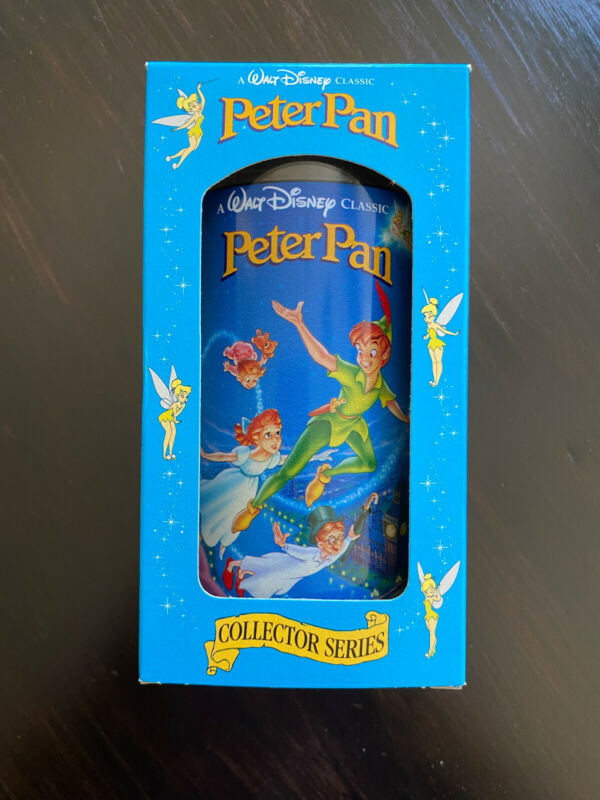 A WALT DISNEY CLASSIC
Peter Pan
A WALT DISNEY CLASSIC
Peter Pan
COLLECTOR SERIES